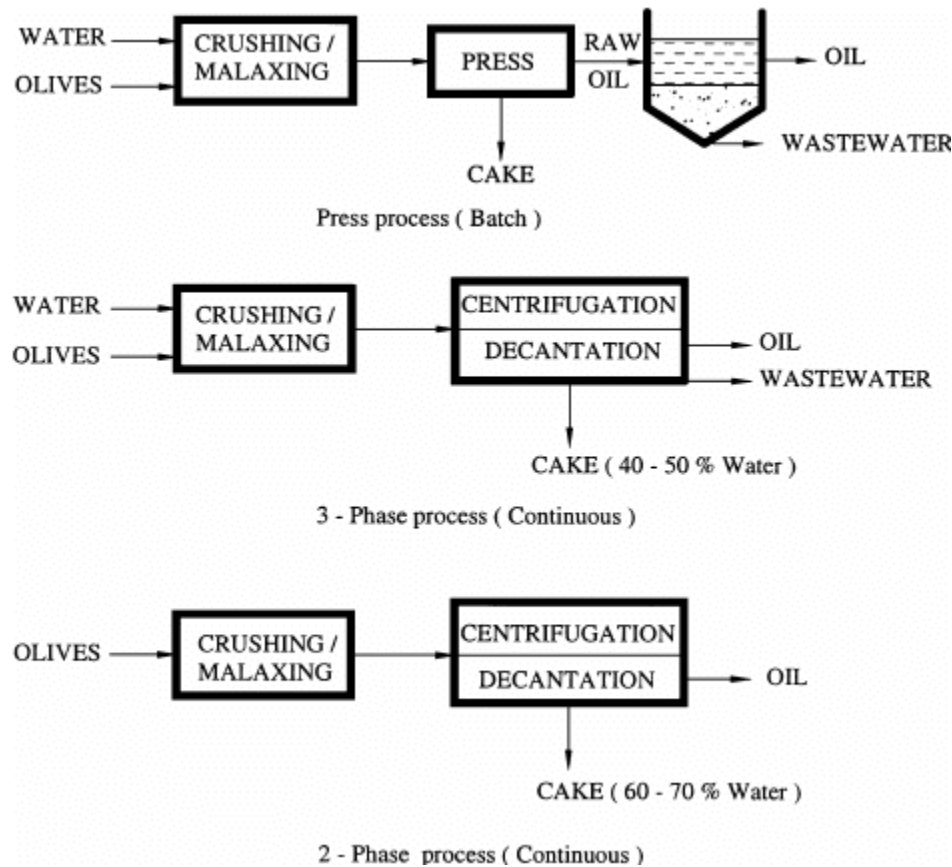 WATER
OLIVES
CRUSHING /
MALAXING
PRESS
RAW
OIL
OIL
WASTEWATER
CAKE
Press process ( Batch )
WATER
OLIVES
CRUSHING /
MALAXING
CENTRIFUGATION
DECANTATION
OIL
WASTEWATER
CAKE ( 40 - 50 % Water )
3 - Phase process ( Continuous )
OLIVES
CRUSHING /
MALAXING
CENTRIFUGATION
DECANTATION
OIL
CAKE ( 60 - 70 % Water )
2 - Phase process ( Continuous )